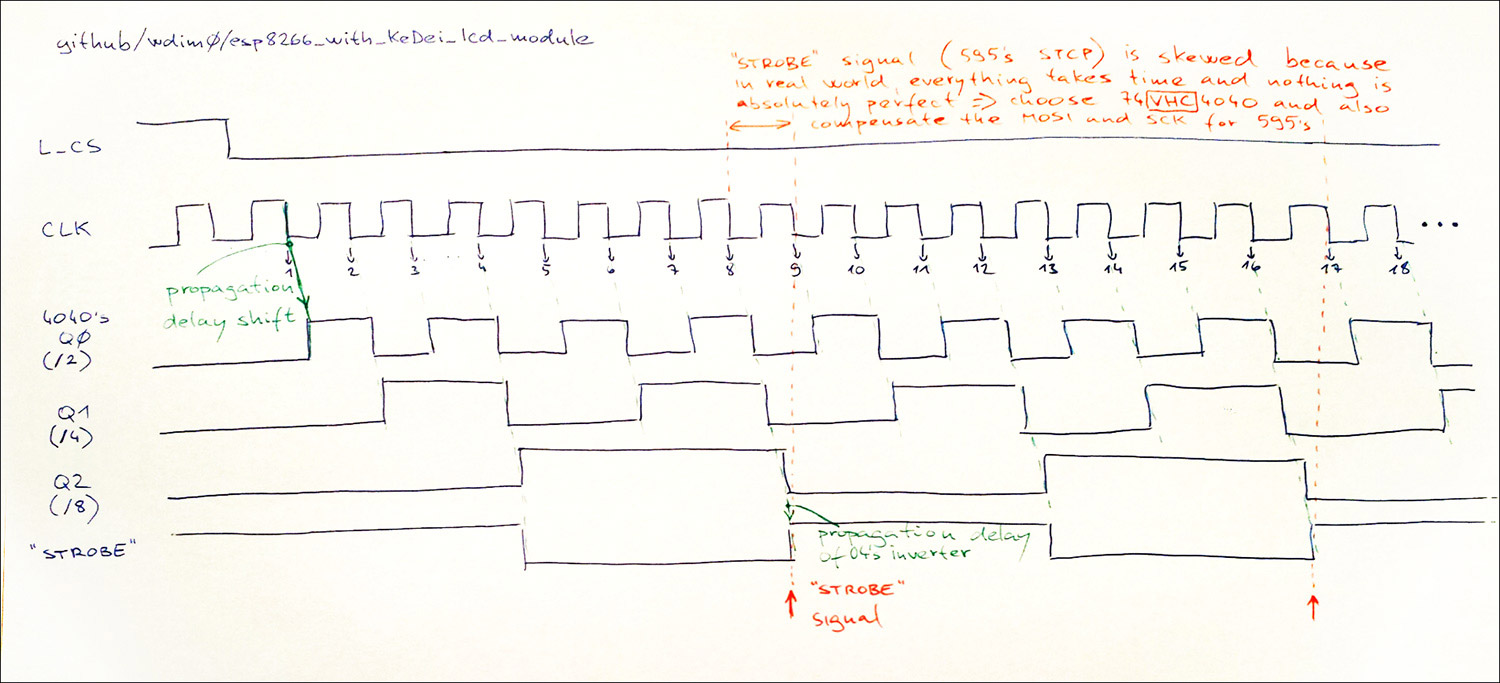 github/wdim0/esp8266_with_KeDei_lcd_module
"STROBE" signal (595's STCP) is skewed because
in real world, everything takes time and nothing is
absolutely perfect => choose 74VHC4040 and also
compensate the MOSI and SCK for 595's
L_CS
CLK
1 2 3 4 5 6 7 8 9 10 11 12 13 14 15 16 17 18 ...
propagation
delay shift
4040's
Q0
(/2)
Q1
(/4)
Q2
(/8)
"STROBE"
propagation delay
of 04's inverter
"STROBE"
signal